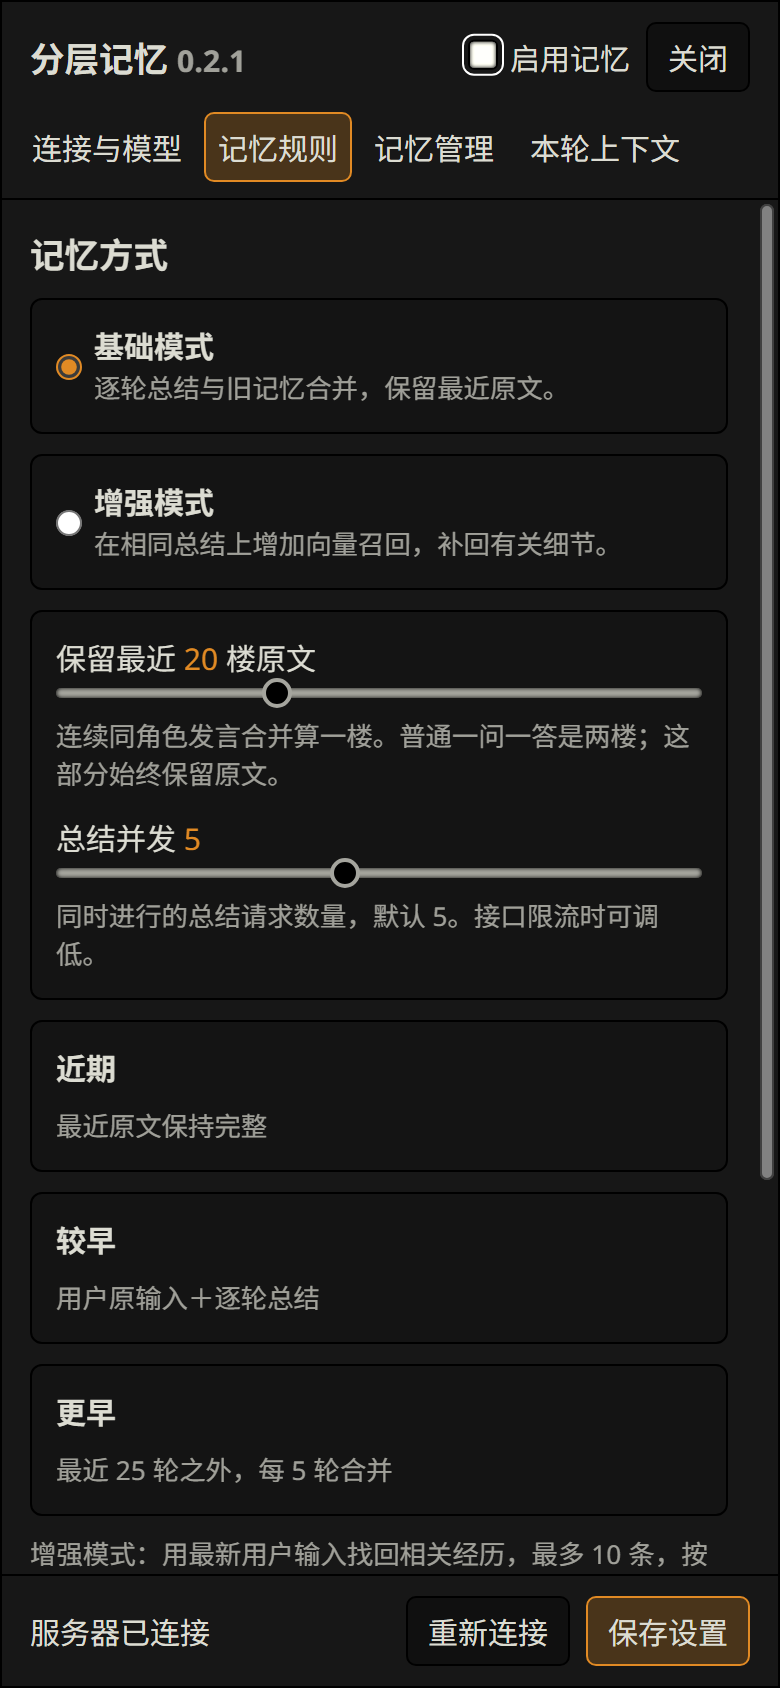 分层记忆 0.2.1
启用记忆
关闭
连接与模型
记忆规则
记忆管理
本轮上下文
记忆方式
基础模式
逐轮总结与旧记忆合并，保留最近原文。
增强模式
在相同总结上增加向量召回，补回有关细节。
保留最近 20 楼原文
连续同角色发言合并算一楼。普通一问一答是两楼；这
部分始终保留原文。
总结并发 5
同时进行的总结请求数量，默认 5。接口限流时可调
低。
近期
最近原文保持完整
较早
用户原输入＋逐轮总结
更早
最近 25 轮之外，每 5 轮合并
增强模式：用最新用户输入找回相关经历，最多 10 条，按
服务器已连接
重新连接
保存设置